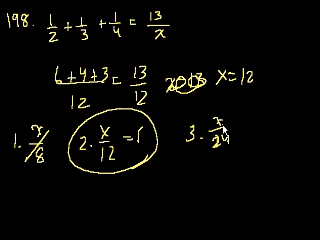 198. 1/2 + 1/3 + 1/4 = 13/x
6+4+3/12 = 13/12 x=12
1. x/8 2. x/12 = 1 3. x/24